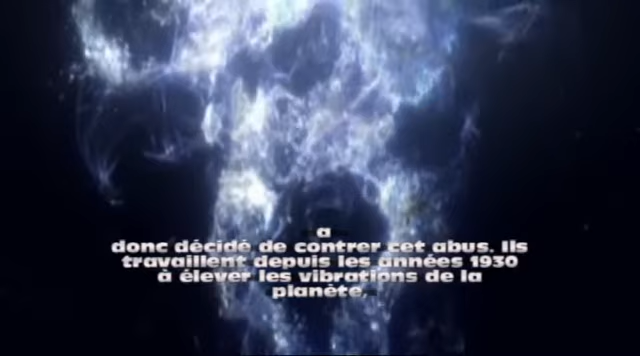 a
donc décidé de contrer cet abus. Ils
travaillent depuis les années 1930
à élever les vibrations de la
planète,